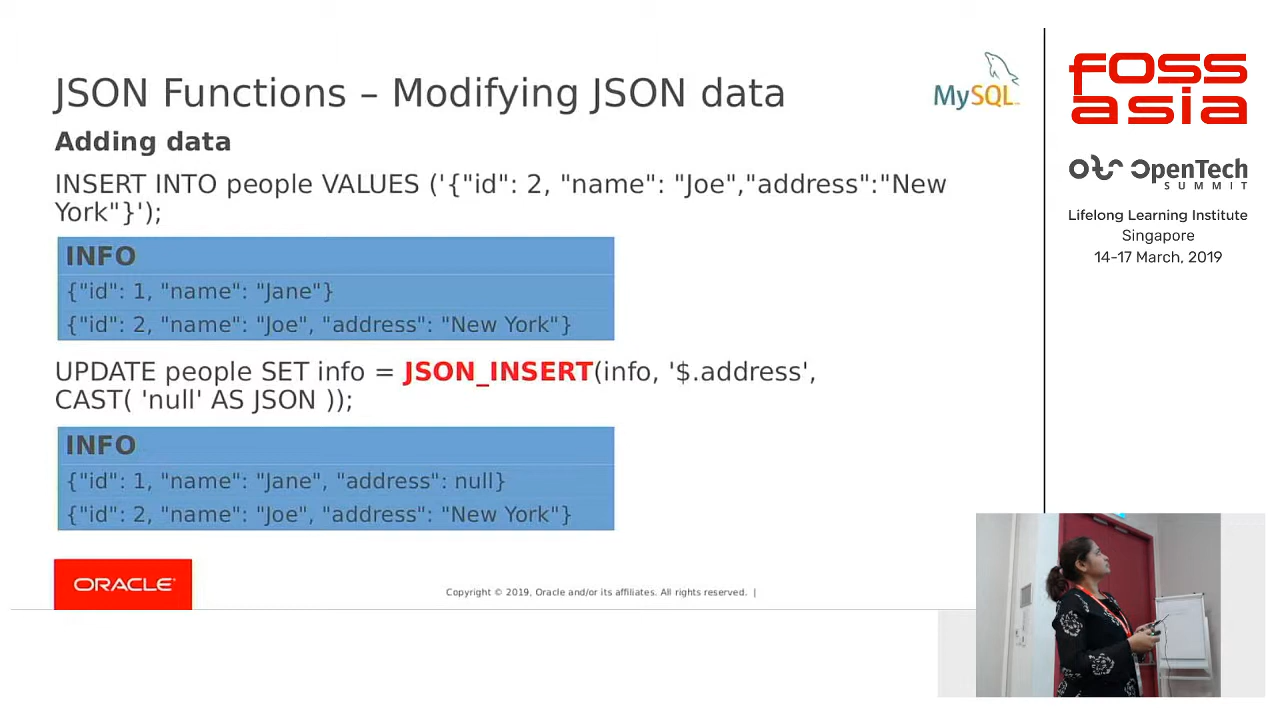 JSON Functions – Modifying JSON data
MySQL
Adding data
INSERT INTO people VALUES ('{"id": 2, "name": "Joe","address":"New
York"}');
INFO
{"id": 1, "name": "Jane"}
{"id": 2, "name": "Joe", "address": "New York"}
UPDATE people SET info = JSON_INSERT(info, '$.address',
CAST( 'null' AS JSON ));
INFO
{"id": 1, "name": "Jane", "address": null}
{"id": 2, "name": "Joe", "address": "New York"}
ORACLE
Copyright © 2019, Oracle and/or its affiliates. All rights reserved. |
FOSS
asia
OpenTech
SUMMIT
Lifelong Learning Institute
Singapore
14-17 March, 2019